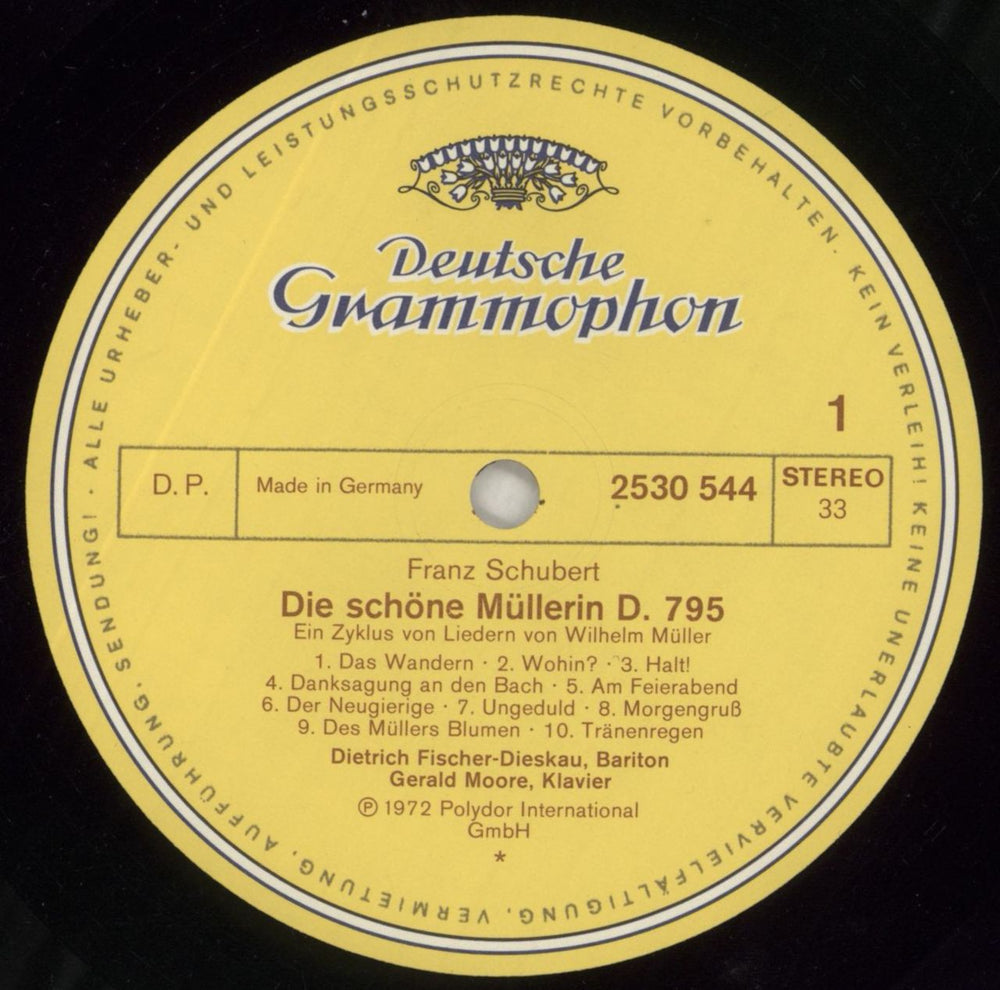 ALLE URHEBER- UND LEISTUNGSSCHUTZRECHTE VORBEHALTEN. KEIN VERLEIH! KEINE UNERLAUBTE VERVIELFÄLTIGUNG, VERMIETUNG, AUFFÜHRUNG, SENDUNG! ·
Deutsche
Grammophon
1
D. P. Made in Germany 2530 544 STEREO
33
Franz Schubert
Die schöne Müllerin D. 795
Ein Zyklus von Liedern von Wilhelm Müller
1. Das Wandern · 2. Wohin? · 3. Halt!
4. Danksagung an den Bach · 5. Am Feierabend
6. Der Neugierige · 7. Ungeduld · 8. Morgengruß
9. Des Müllers Blumen · 10. Tränenregen
Dietrich Fischer-Dieskau, Bariton
Gerald Moore, Klavier
Ⓟ 1972 Polydor International
GmbH
*